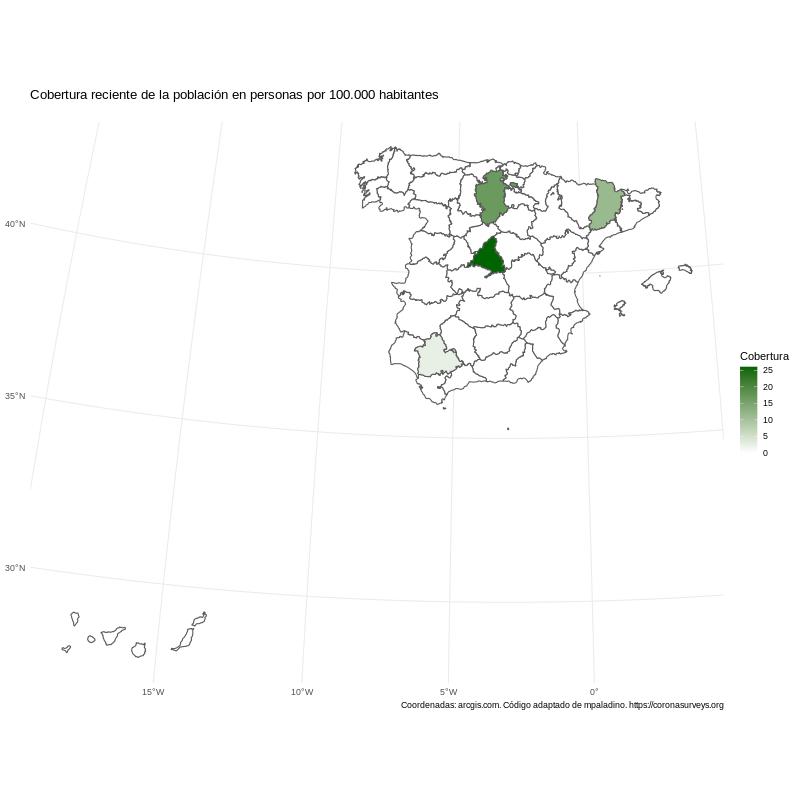 Cobertura reciente de la población en personas por 100.000 habitantes
40°N
35°N
30°N
Cobertura
25
20
15
10
5
0
15°W
10°W
5°W
0°
Coordenadas: arcgis.com. Código adaptado de mpaladino. https://coronasurveys.org